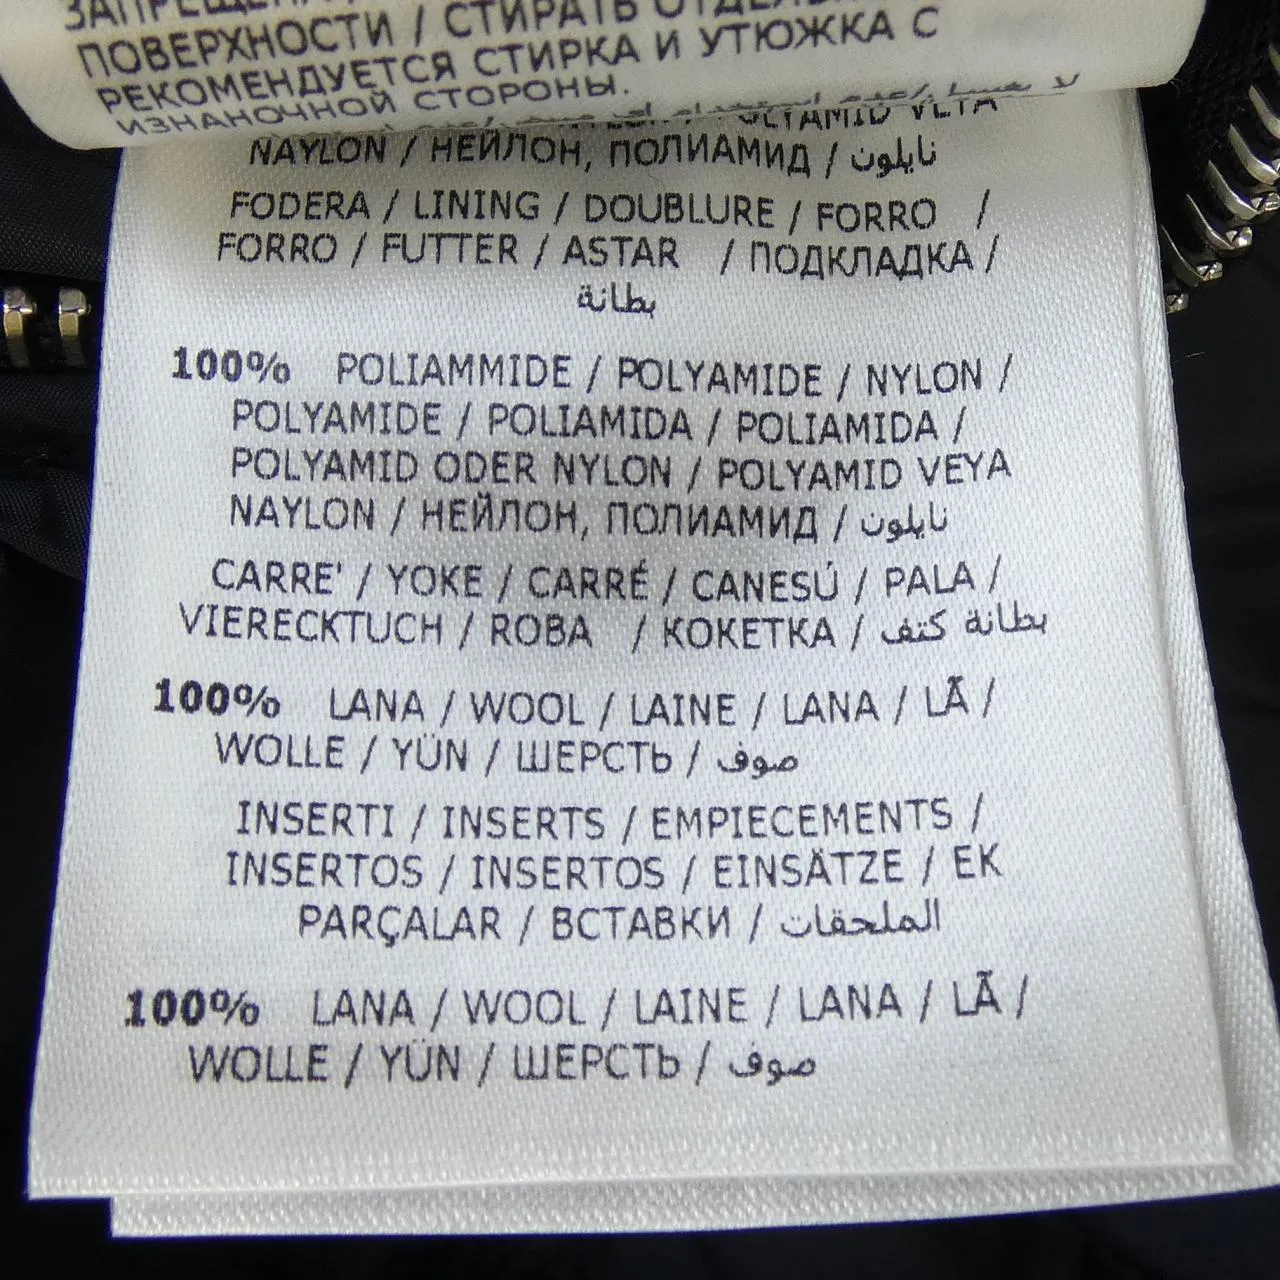 ПОВЕРХНОСТИ / СТИРАТЬ
РЕКОМЕНДУЕТСЯ СТИРКА И УТЮЖКА С
ИЗНАНОЧНОЙ СТОРОНЫ.
POLYAMID VEYA
NAYLON / НЕЙЛОН, ПОЛИАМИД / نايلون
FODERA / LINING / DOUBLURE / FORRO /
FORRO / FUTTER / ASTAR / ПОДКЛАДКА /
بطانة
100% POLIAMMIDE / POLYAMIDE / NYLON /
POLYAMIDE / POLIAMIDA / POLIAMIDA /
POLYAMID ODER NYLON / POLYAMID VEYA
NAYLON / НЕЙЛОН, ПОЛИАМИД / نايلون
CARRE' / YOKE / CARRÉ / CANESÚ / PALA /
VIERECKTUCH / ROBA / КОКЕТКА / بطانة كتف
100% LANA / WOOL / LAINE / LANA / LÃ /
WOLLE / YÜN / ШЕРСТЬ / صوف
INSERTI / INSERTS / EMPIECEMENTS /
INSERTOS / INSERTOS / EINSÄTZE / EK
PARÇALAR / ВСТАВКИ / الملحقات
100% LANA / WOOL / LAINE / LANA / LÃ /
WOLLE / YÜN / ШЕРСТЬ / صوف